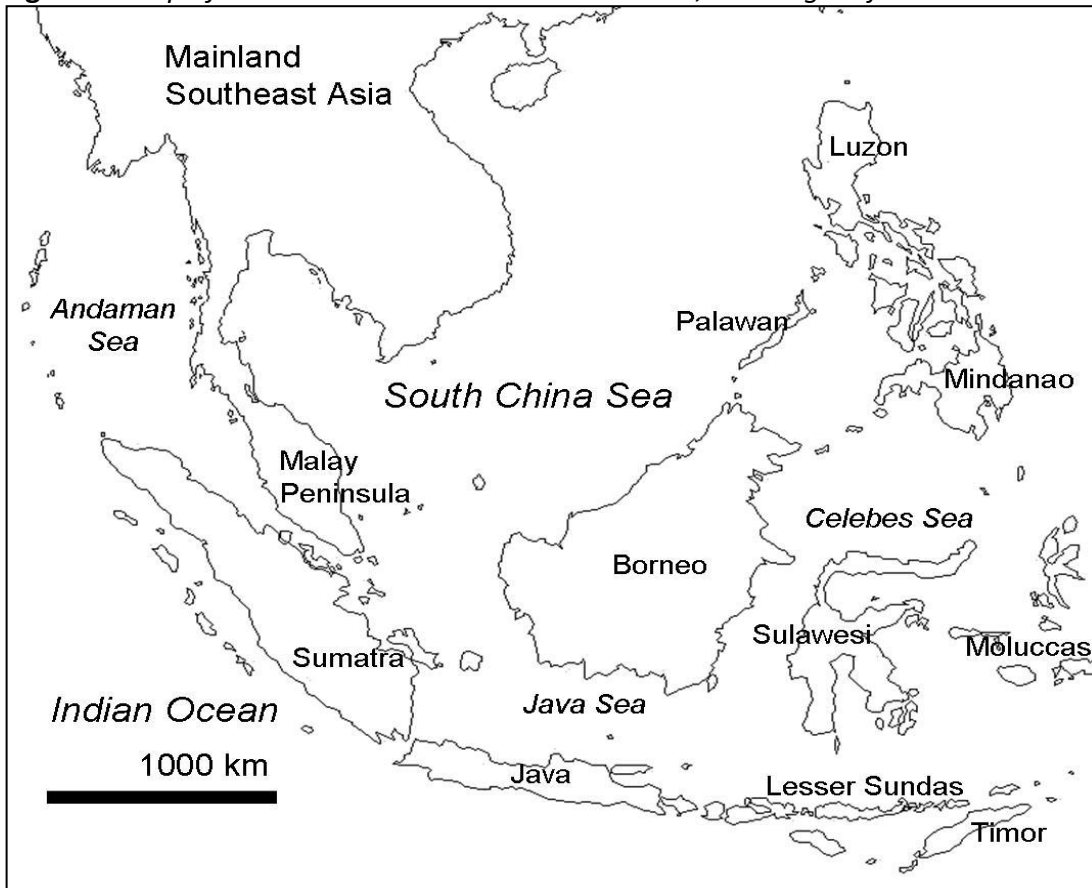 Mainland
Southeast Asia
Luzon
Andaman
Sea
Palawan
South China Sea
Mindanao
Malay
Peninsula
Celebes Sea
Borneo
Sulawesi
Moluccas
Sumatra
Indian Ocean
Java Sea
1000 km
Java
Lesser Sundas
Timor